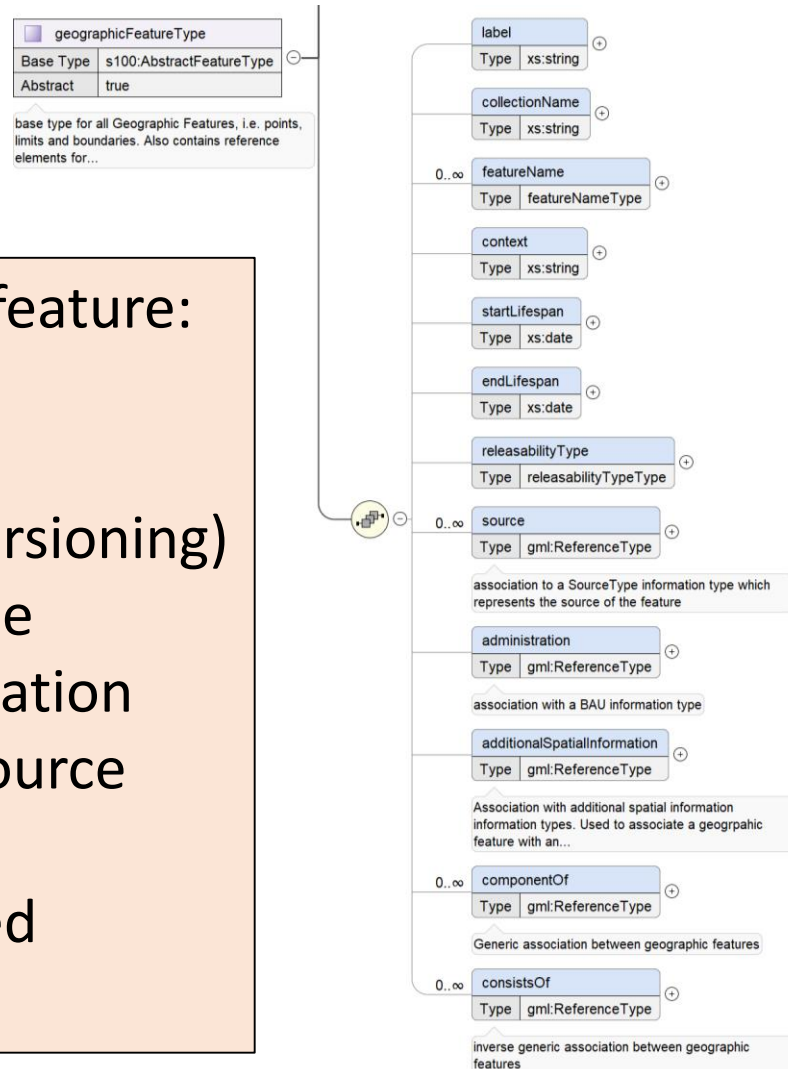 geographicFeatureType
Base Type s100:AbstractFeatureType
Abstract true
base type for all Geographic Features, i.e. points,
limits and boundaries. Also contains reference
elements for...
feature:
rsioning)
e
ation
ource
ed
label
Type xs:string
collectionName
Type xs:string
0..∞ featureName
Type featureNameType
context
Type xs:string
startLifespan
Type xs:date
endLifespan
Type xs:date
releasabilityType
Type releasabilityTypeType
0..∞ source
Type gml:ReferenceType
association to a SourceType information type which
represents the source of the feature
administration
Type gml:ReferenceType
association with a BAU information type
additionalSpatialInformation
Type gml:ReferenceType
Association with additional spatial information
information types. Used to associate a geogrpahic
feature with an...
0..∞ componentOf
Type gml:ReferenceType
Generic association between geographic features
0..∞ consistsOf
Type gml:ReferenceType
inverse generic association between geographic
features